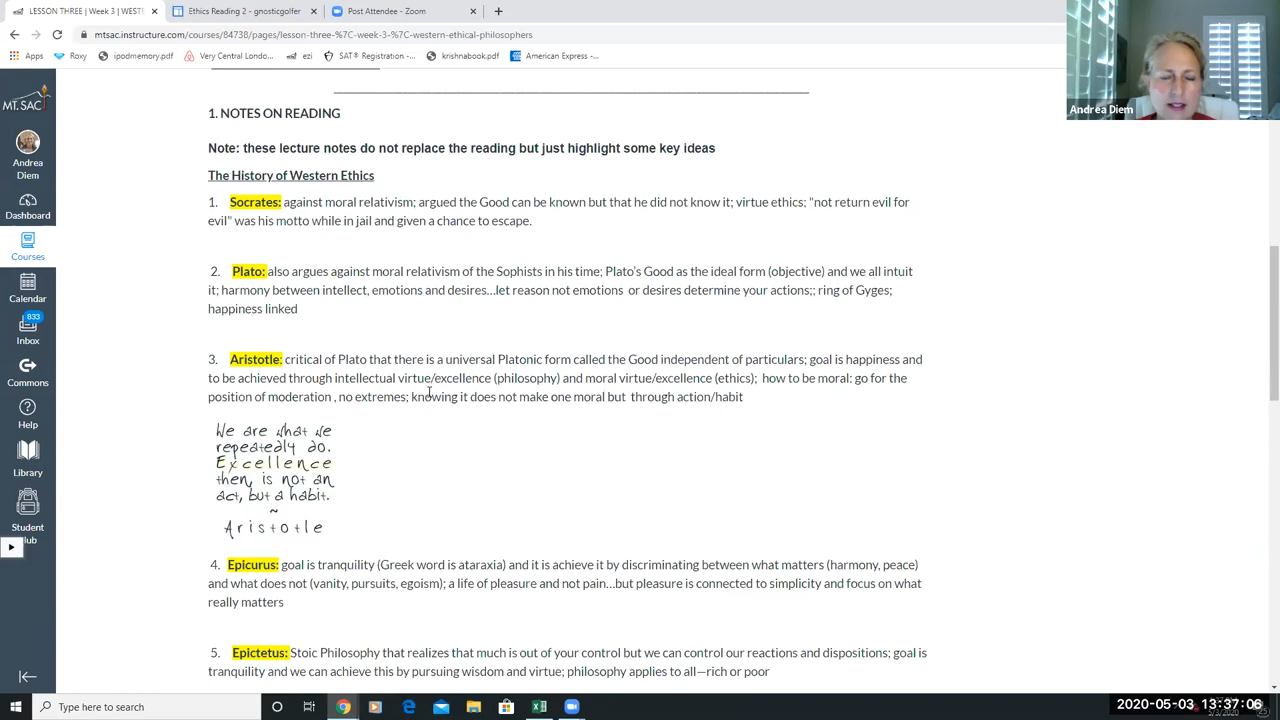 LESSON THREE | Week 3 | WEST
Ethics Reading 2 - gnosticgolfer
Post Attendee - Zoom
mtsac.instructure.com/courses/84738/pages/lesson-three-%7C-week-3-%7C-western-ethical-philosophers
Apps
Roxy
ipodmemory.pdf
Very Central London...
ezi
SAT® Registration -...
krishnabook.pdf
American Express -...
Andrea Diem
MT. SAC
Andrea
Diem
Dashboard
Courses
Calendar
833
Inbox
Commons
Help
Library
Student
1. NOTES ON READING
Note: these lecture notes do not replace the reading but just highlight some key ideas
The History of Western Ethics
1. Socrates: against moral relativism; argued the Good can be known but that he did not know it; virtue ethics; "not return evil for
evil" was his motto while in jail and given a chance to escape.
2. Plato: also argues against moral relativism of the Sophists in his time; Plato's Good as the ideal form (objective) and we all intuit
it; harmony between intellect, emotions and desires...let reason not emotions or desires determine your actions;; ring of Gyges;
happiness linked
3. Aristotle: critical of Plato that there is a universal Platonic form called the Good independent of particulars; goal is happiness and
to be achieved through intellectual virtue/excellence (philosophy) and moral virtue/excellence (ethics); how to be moral: go for the
position of moderation , no extremes; knowing it does not make one moral but through action/habit
We are what we
repeatedly do.
Excellence
then, is not an
act, but a habit.
~
Aristotle
4. Epicurus: goal is tranquility (Greek word is ataraxia) and it is achieve it by discriminating between what matters (harmony, peace)
and what does not (vanity, pursuits, egoism); a life of pleasure and not pain...but pleasure is connected to simplicity and focus on what
really matters
5. Epictetus: Stoic Philosophy that realizes that much is out of your control but we can control our reactions and dispositions; goal is
tranquility and we can achieve this by pursuing wisdom and virtue; philosophy applies to all—rich or poor
Type here to search
2020-05-03 13:37:06